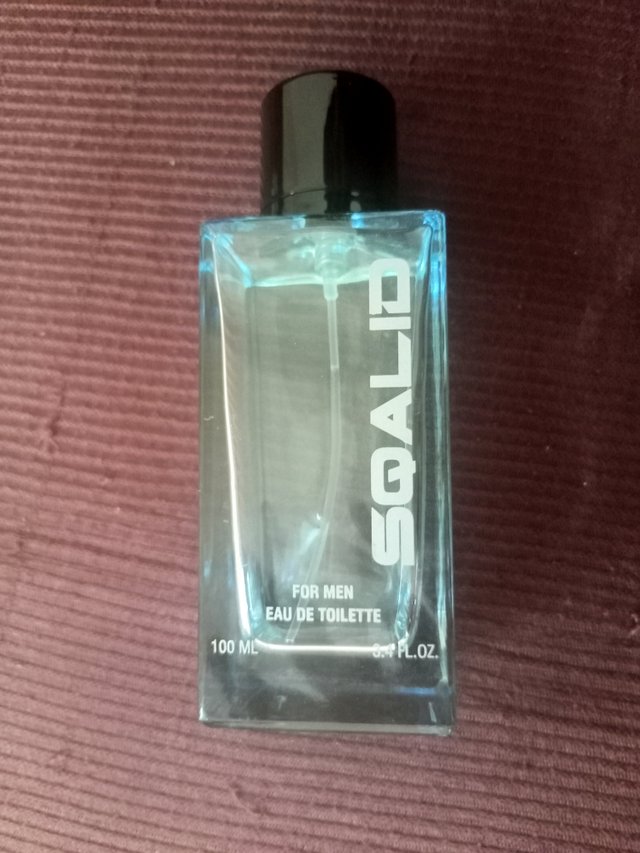 SQALID
FOR MEN
EAU DE TOILETTE
100 ML 3.4 FL.OZ.